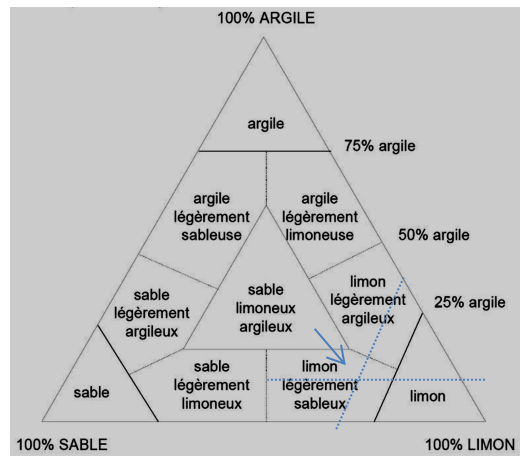 100% ARGILE
argile
75% argile
argile
légèrement
sableuse
argile
légèrement
limoneuse
50% argile
sable
légèrement
argileux
sable
limoneux
argileux
limon
légèrement
argileux
25% argile
sable
sable
légèrement
limoneux
limon
légèrement
sableux
limon
100% SABLE
100% LIMON